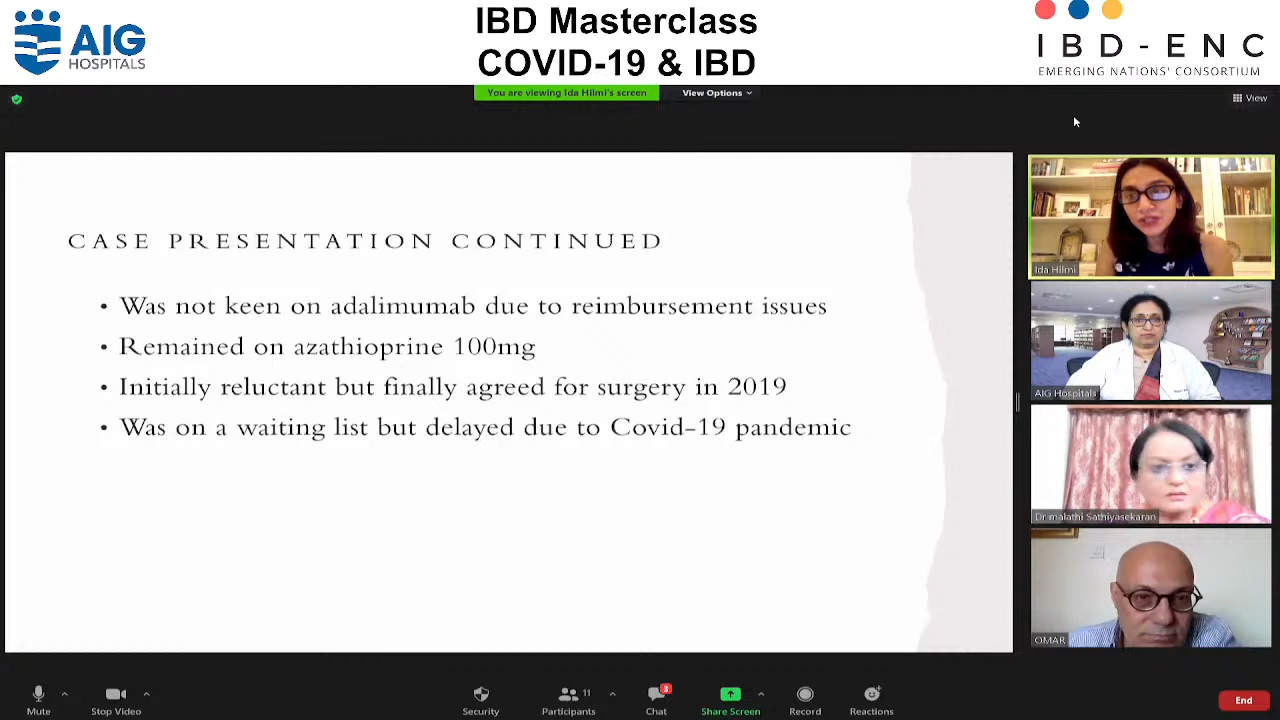 AIG
HOSPITALS
IBD Masterclass
COVID-19 & IBD
IBD-ENC
EMERGING NATIONS' CONSORTIUM
You are viewing Ida Hilmi's screen
View Options
View
CASE PRESENTATION CONTINUED
• Was not keen on adalimumab due to reimbursement issues
• Remained on azathioprine 100mg
• Initially reluctant but finally agreed for surgery in 2019
• Was on a waiting list but delayed due to Covid-19 pandemic
Ida Hilmi
AIG Hospitals
Dr malathi Sathiyasekaran
OMAR
Mute
Stop Video
Security
Participants
11
Chat
3
Share Screen
Record
Reactions
End